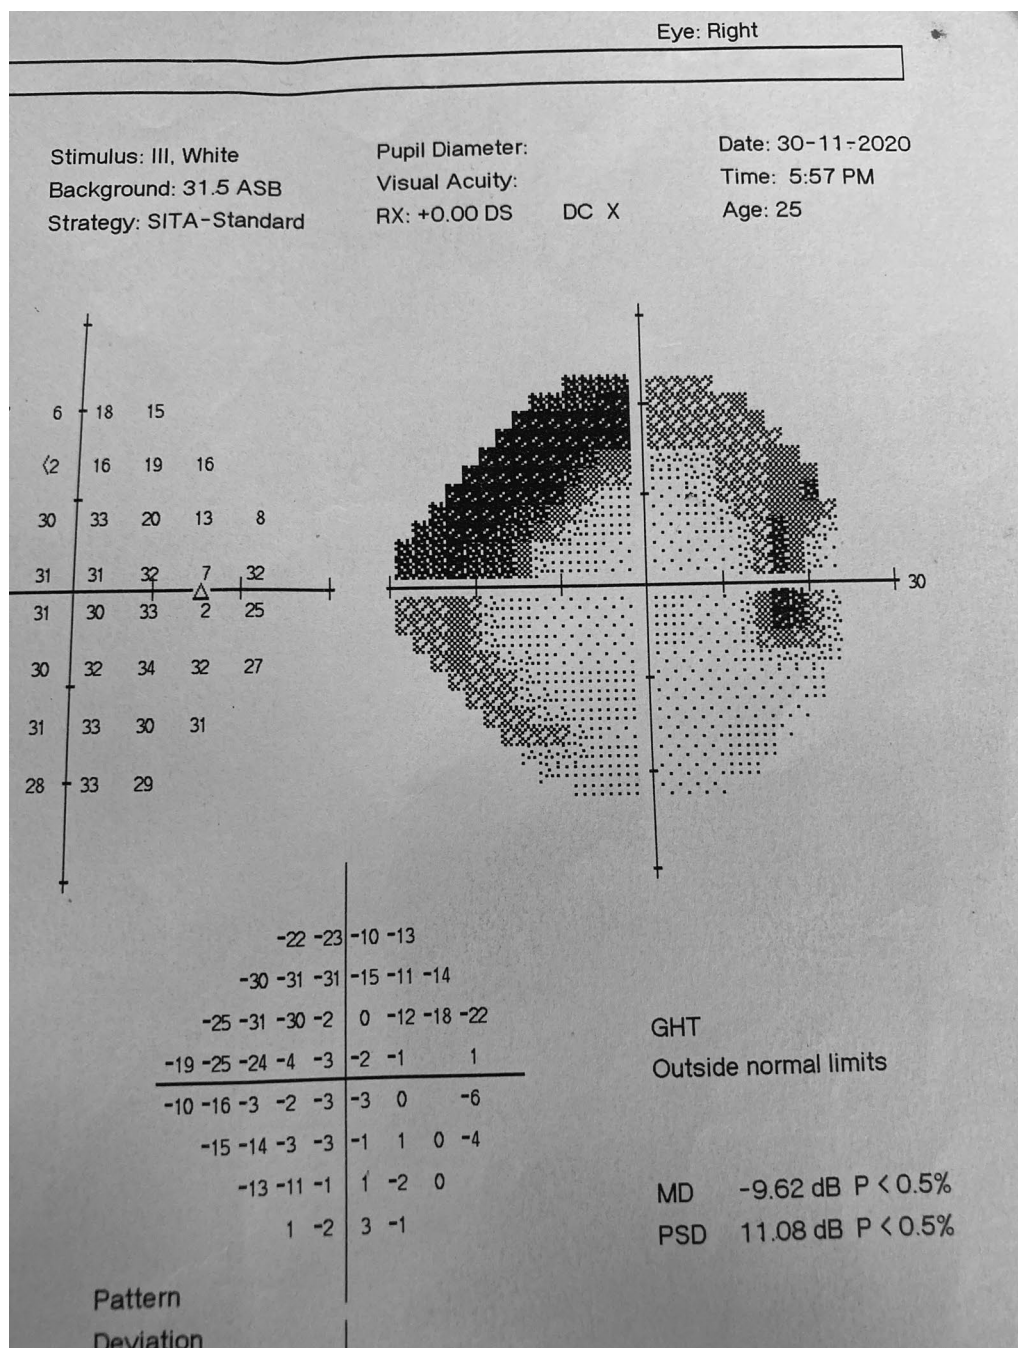 Eye: Right
Stimulus: III, White
Background: 31.5 ASB
Strategy: SITA-Standard
Pupil Diameter:
Visual Acuity:
RX: +0.00 DS DC X
Date: 30-11-2020
Time: 5:57 PM
Age: 25
6 18 15
<2 16 19 16
30 33 20 13 8
31 31 32 7 32
31 30 33 2 25
30 32 34 32 27
31 33 30 31
28 33 29
30
-22 -23 -10 -13
-30 -31 -31 -15 -11 -14
-25 -31 -30 -2 0 -12 -18 -22
-19 -25 -24 -4 -3 -2 -1 1
-10 -16 -3 -2 -3 -3 0 -6
-15 -14 -3 -3 -1 1 0 -4
-13 -11 -1 1 -2 0
1 -2 3 -1
GHT
Outside normal limits
MD -9.62 dB P < 0.5%
PSD 11.08 dB P < 0.5%
Pattern
Deviation